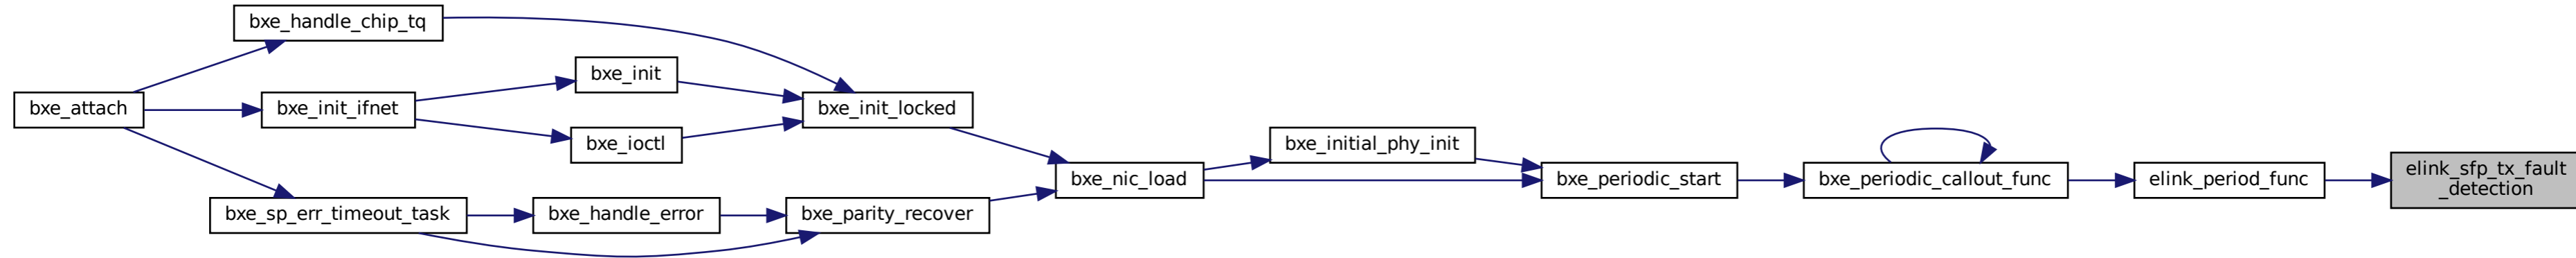 bxe_handle_chip_tq
bxe_init
bxe_attach
bxe_init_ifnet
bxe_init_locked
bxe_ioctl
bxe_initial_phy_init
bxe_nic_load
bxe_periodic_start
bxe_periodic_callout_func
elink_period_func
elink_sfp_tx_fault
_detection
bxe_sp_err_timeout_task
bxe_handle_error
bxe_parity_recover